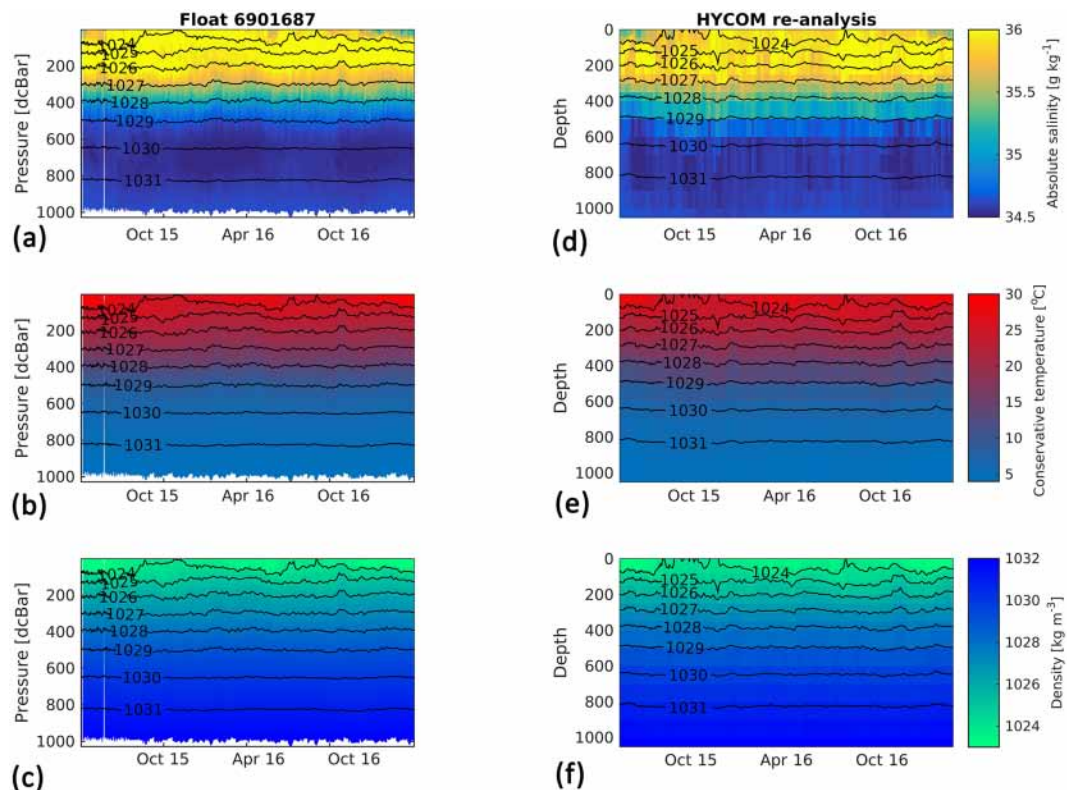 Float 6901687
HYCOM re-analysis
Pressure [dcBar]
200
400
600
800
1000
1024
1025
1026
1027
1028
1029
1030
1031
Oct 15
Apr 16
Oct 16
(a)
Depth
0
200
400
600
800
1000
1024
1025
1026
1027
1028
1029
1030
1031
Oct 15
Apr 16
Oct 16
(d)
36
35.5
35
34.5
Absolute salinity [g kg-1]
Pressure [dcBar]
200
400
600
800
1000
1024
1025
1026
1027
1028
1029
1030
1031
Oct 15
Apr 16
Oct 16
(b)
Depth
0
200
400
600
800
1000
1024
1025
1026
1027
1028
1029
1030
1031
Oct 15
Apr 16
Oct 16
(e)
30
25
20
15
10
5
Conservative temperature [°C]
Pressure [dcBar]
200
400
600
800
1000
1024
1025
1026
1027
1028
1029
1030
1031
Oct 15
Apr 16
Oct 16
(c)
Depth
0
200
400
600
800
1000
1024
1025
1026
1027
1028
1029
1030
1031
Oct 15
Apr 16
Oct 16
(f)
1032
1030
1028
1026
1024
Density [kg m-3]